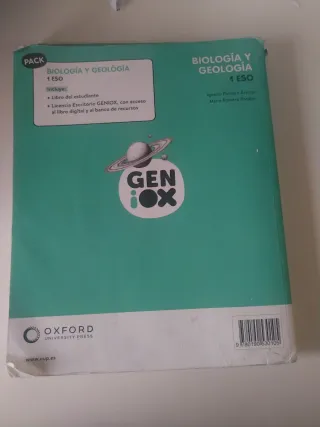 PACK
BIOLOGÍA Y GEOLOGÍA
1 ESO
Incluye:
• Libro del estudiante
• Licencia Escritorio GENIOX, con acceso
al libro digital y al banco de recursos
BIOLOGÍA Y
GEOLOGÍA
1 ESO
GEN
iOX
OXFORD
UNIVERSITY PRESS